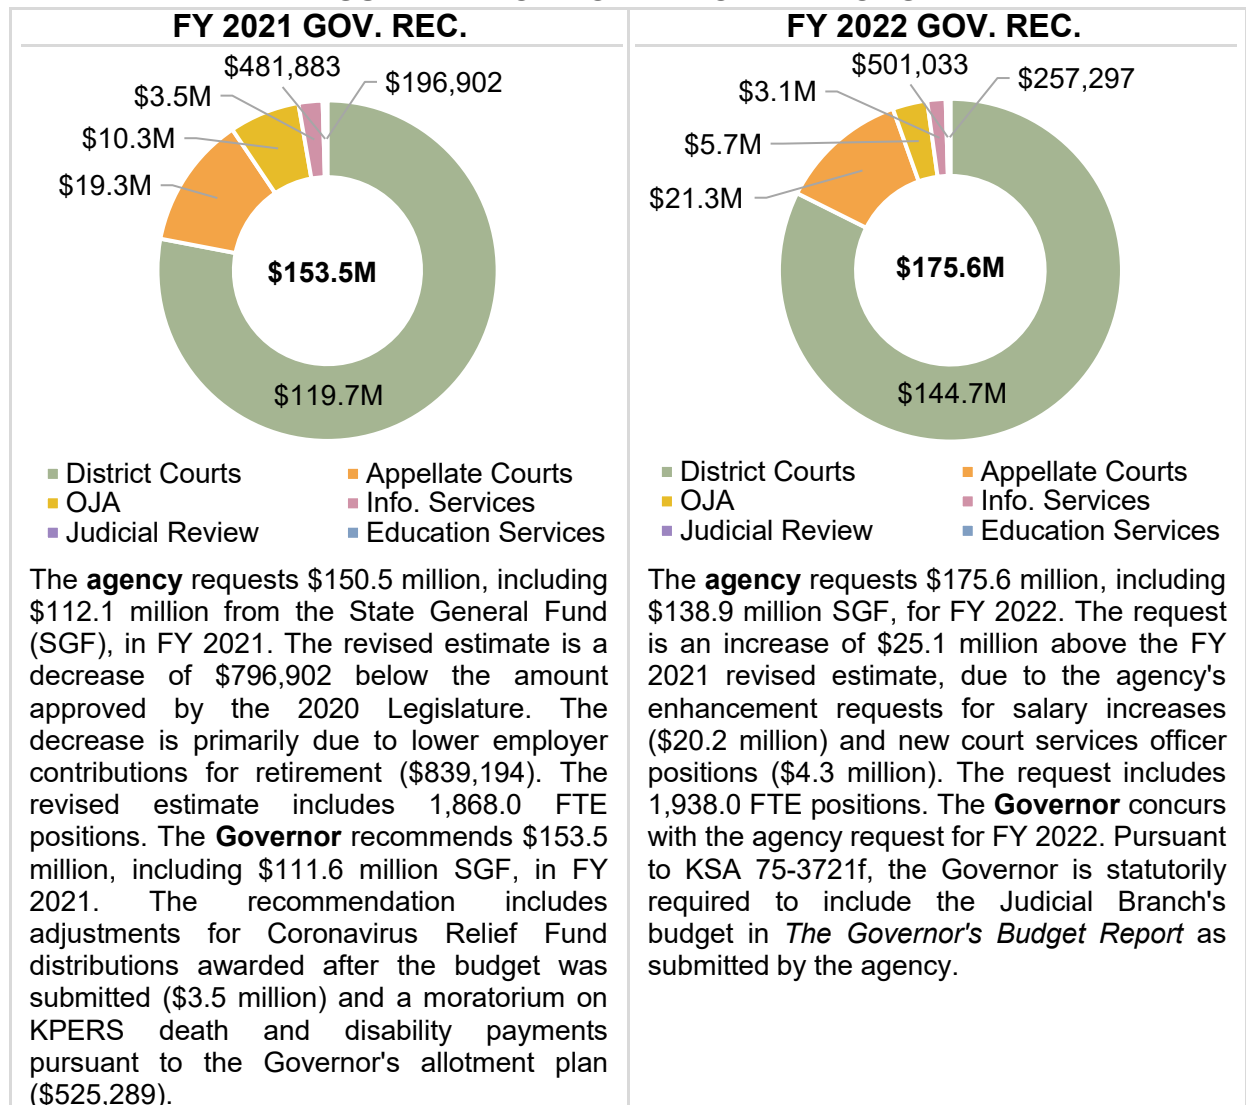 FY 2021 GOV. REC.
$481,883
$196,902
$3.5M
$10.3M
$19.3M
$153.5M
$119.7M
District Courts
Appellate Courts
OJA
Info. Services
Judicial Review
Education Services
The agency requests $150.5 million, including
$112.1 million from the State General Fund
(SGF), in FY 2021. The revised estimate is a
decrease of $796,902 below the amount
approved by the 2020 Legislature. The
decrease is primarily due to lower employer
contributions for retirement ($839,194). The
revised estimate includes 1,868.0 FTE
positions. The Governor recommends $153.5
million, including $111.6 million SGF, in FY
2021. The recommendation includes
adjustments for Coronavirus Relief Fund
distributions awarded after the budget was
submitted ($3.5 million) and a moratorium on
KPERS death and disability payments
pursuant to the Governor's allotment plan
($525,289).
FY 2022 GOV. REC.
$501,033
$257,297
$3.1M
$5.7M
$21.3M
$175.6M
$144.7M
District Courts
Appellate Courts
OJA
Info. Services
Judicial Review
Education Services
The agency requests $175.6 million, including
$138.9 million SGF, for FY 2022. The request
is an increase of $25.1 million above the FY
2021 revised estimate, due to the agency's
enhancement requests for salary increases
($20.2 million) and new court services officer
positions ($4.3 million). The request includes
1,938.0 FTE positions. The Governor concurs
with the agency request for FY 2022. Pursuant
to KSA 75-3721f, the Governor is statutorily
required to include the Judicial Branch's
budget in The Governor's Budget Report as
submitted by the agency.